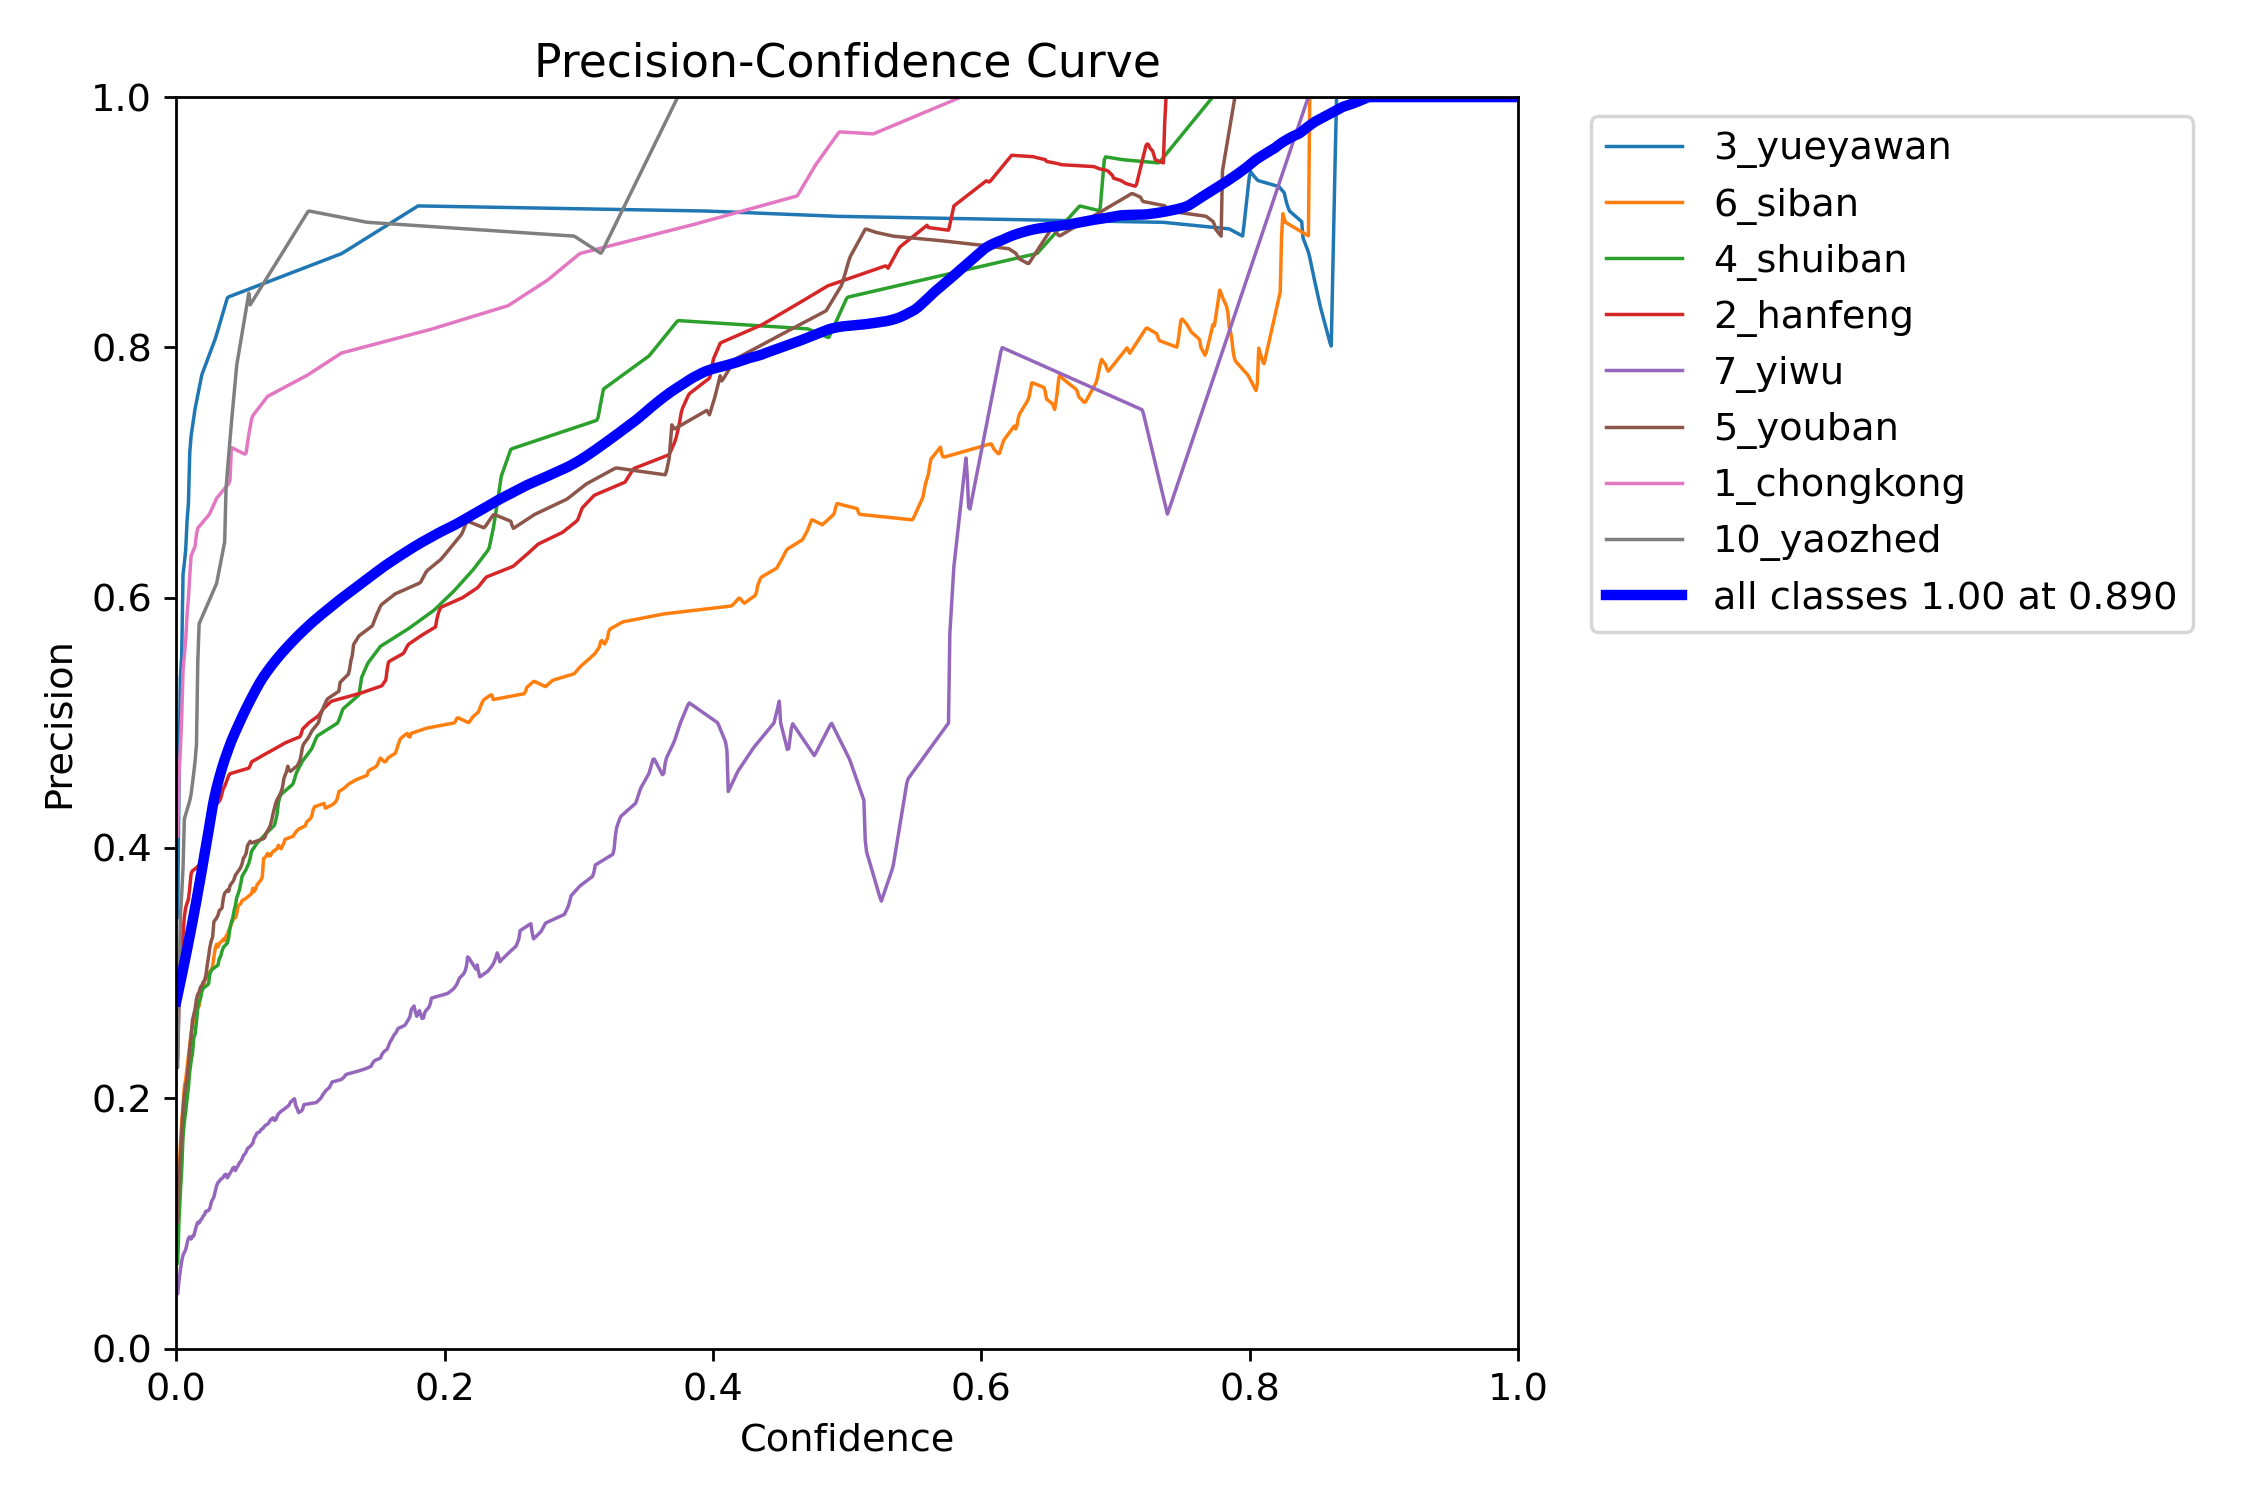 Precision-Confidence Curve
1.0
0.8
0.6
0.4
0.2
0.0
Precision
0.0 0.2 0.4 0.6 0.8 1.0
Confidence
3_yueyawan
6_siban
4_shuiban
2_hanfeng
7_yiwu
5_youban
1_chongkong
10_yaozhed
all classes 1.00 at 0.890